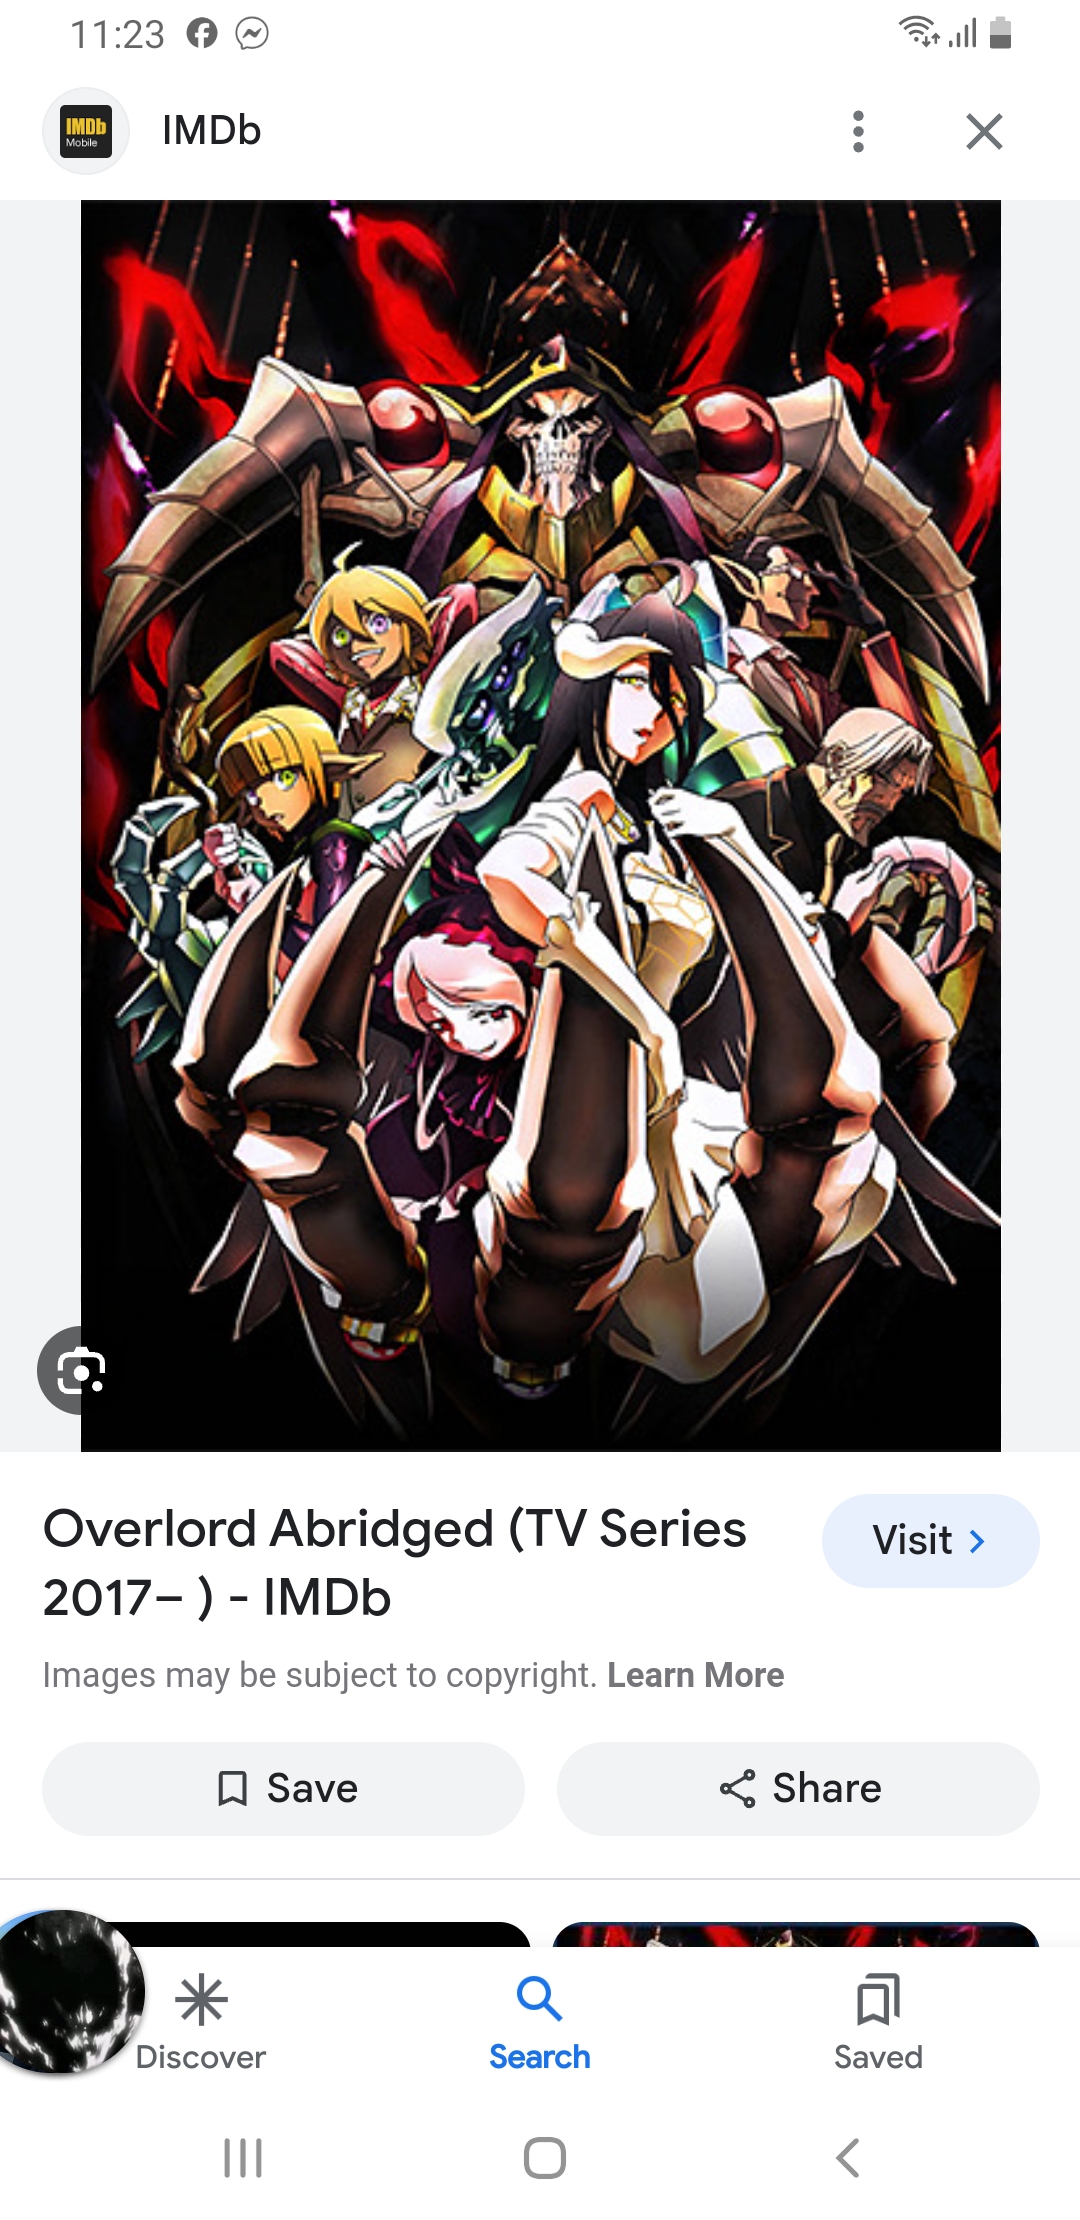 11:23
IMDb
Mobile
IMDb
Overlord Abridged (TV Series
2017– ) - IMDb
Visit
Images may be subject to copyright. Learn More
Save
Share
Discover
Search
Saved